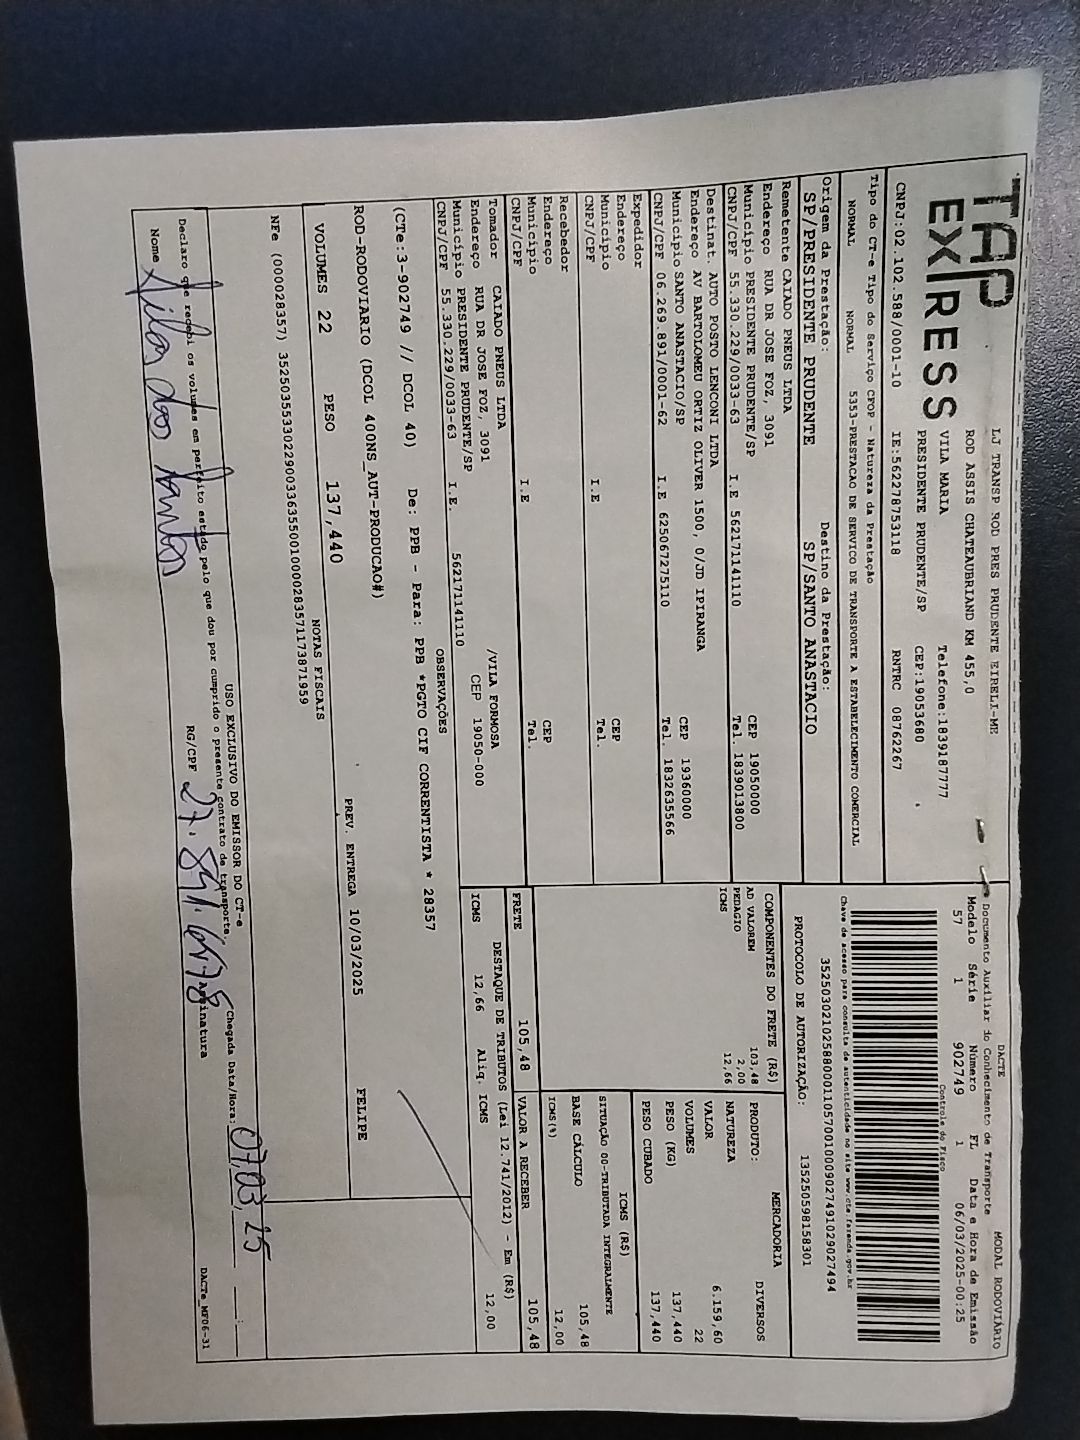 TAP
EXPRESS
LJ TRANSP ROD PRES PRUDENTE EIRELI-ME
ROD ASSIS CHATEAUBRIAND KM 455,0
VILA MARIA Telefone:1839187777
PRESIDENTE PRUDENTE/SP CEP:19053680
CNPJ:02.102.588/0001-10 IE:562278753118 RNTRC 08762267
DACTE MODAL RODOVIÁRIO
Documento Auxiliar do Conhecimento de Transporte
Modelo Série Número FL Data e Hora de Emissão
57 1 902749 1 06/03/2025-00:25
Controle do Fisco
Tipo do CT-e Tipo do Serviço CFOP - Natureza da Prestação
NORMAL NORMAL 5353-PRESTACAO DE SERVICO DE TRANSPORTE A ESTABELECIMENTO COMERCIAL
Chave de acesso para consulta de autenticidade no site www.cte.fazenda.gov.br
35250302102588000110570010009027491029027494
Origem da Prestação: Destino da Prestação:
SP/PRESIDENTE PRUDENTE SP/SANTO ANASTACIO
PROTOCOLO DE AUTORIZAÇÃO: 135250598158301
Remetente CAIADO PNEUS LTDA
Endereço RUA DR JOSE FOZ, 3091
Município PRESIDENTE PRUDENTE/SP CEP 19050000
CNPJ/CPF 55.330.229/0033-63 I.E 562171141110 Tel. 1839013800
Destinat. AUTO POSTO LENCONI LTDA
Endereço AV BARTOLOMEU ORTIZ OLIVER 1500, 0/JD IPIRANGA
Município SANTO ANASTACIO/SP CEP 19360000
CNPJ/CPF 06.269.891/0001-62 I.E 625067275110 Tel. 1832635566
Expedidor
Endereço
Município CEP
CNPJ/CPF I.E Tel.
Recebedor
Endereço
Município CEP
CNPJ/CPF I.E Tel.
Tomador CAIADO PNEUS LTDA
Endereço RUA DR JOSE FOZ, 3091 /VILA FORMOSA
Município PRESIDENTE PRUDENTE/SP CEP 19050-000
CNPJ/CPF 55.330.229/0033-63 I.E. 562171141110
COMPONENTES DO FRETE (R$)
AD VALOREM 103,48
PEDAGIO 2,00
ICMS 12,66
FRETE 105,48
MERCADORIA
PRODUTO: DIVERSOS
NATUREZA
VALOR 6.159,60
VOLUMES 22
PESO (KG) 137,440
PESO CUBADO 137,440
ICMS (R$)
SITUAÇÃO 00-TRIBUTADA INTEGRALMENTE
BASE CÁLCULO 105,48
ICMS(%) 12,00
VALOR A RECEBER 105,48
DESTAQUE DE TRIBUTOS (Lei 12.741/2012) - Em (R$)
ICMS 12,66 Aliq. ICMS 12,00
OBSERVAÇÕES
(CTe:3-902749 // DCOL 40) De: PPB - Para: PPB *PGTO CIF CORRENTISTA * 28357
ROD-RODOVIARIO (DCOL 400NS_AUT-PRODUCAO#)
PREV. ENTREGA 10/03/2025 FELIPE
VOLUMES 22 PESO 137,440
NOTAS FISCAIS
NFe (000028357) 35250355330229003363550010000283571173871959
USO EXCLUSIVO DO EMISSOR DO CT-e
Declaro que recebi os volumes em perfeito estado pelo que dou por cumprido o presente contrato de transporte. Chegada Data/Hora: 07,03,25 __:__
Nome dos Santos RG/CPF Assinatura
DACTe_MF06-31